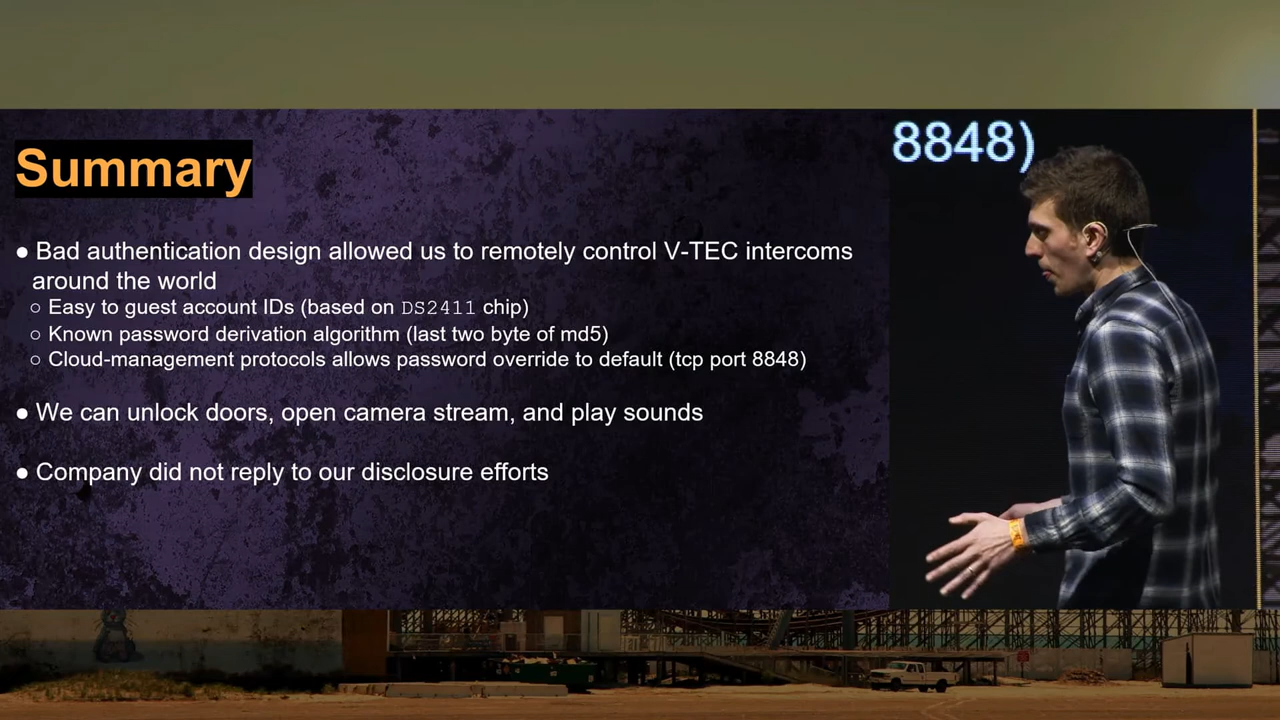 8848)
Summary
● Bad authentication design allowed us to remotely control V-TEC intercoms
around the world
○ Easy to guest account IDs (based on DS2411 chip)
○ Known password derivation algorithm (last two byte of md5)
○ Cloud-management protocols allows password override to default (tcp port 8848)
● We can unlock doors, open camera stream, and play sounds
● Company did not reply to our disclosure efforts